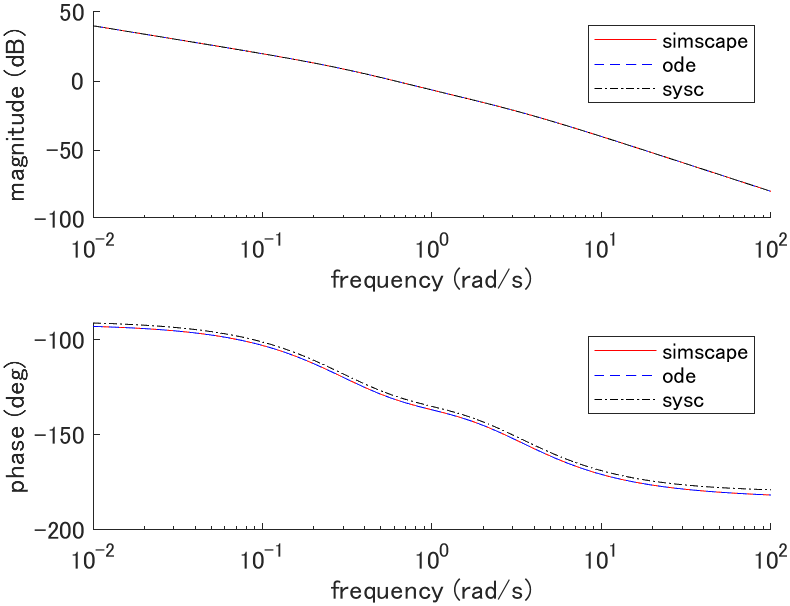 magnitude (dB)
50
0
−50
−100
10^-2
10^-1
10^0
10^1
10^2
frequency (rad/s)
simscape
ode
sysc
phase (deg)
−100
−150
−200
10^-2
10^-1
10^0
10^1
10^2
frequency (rad/s)
simscape
ode
sysc